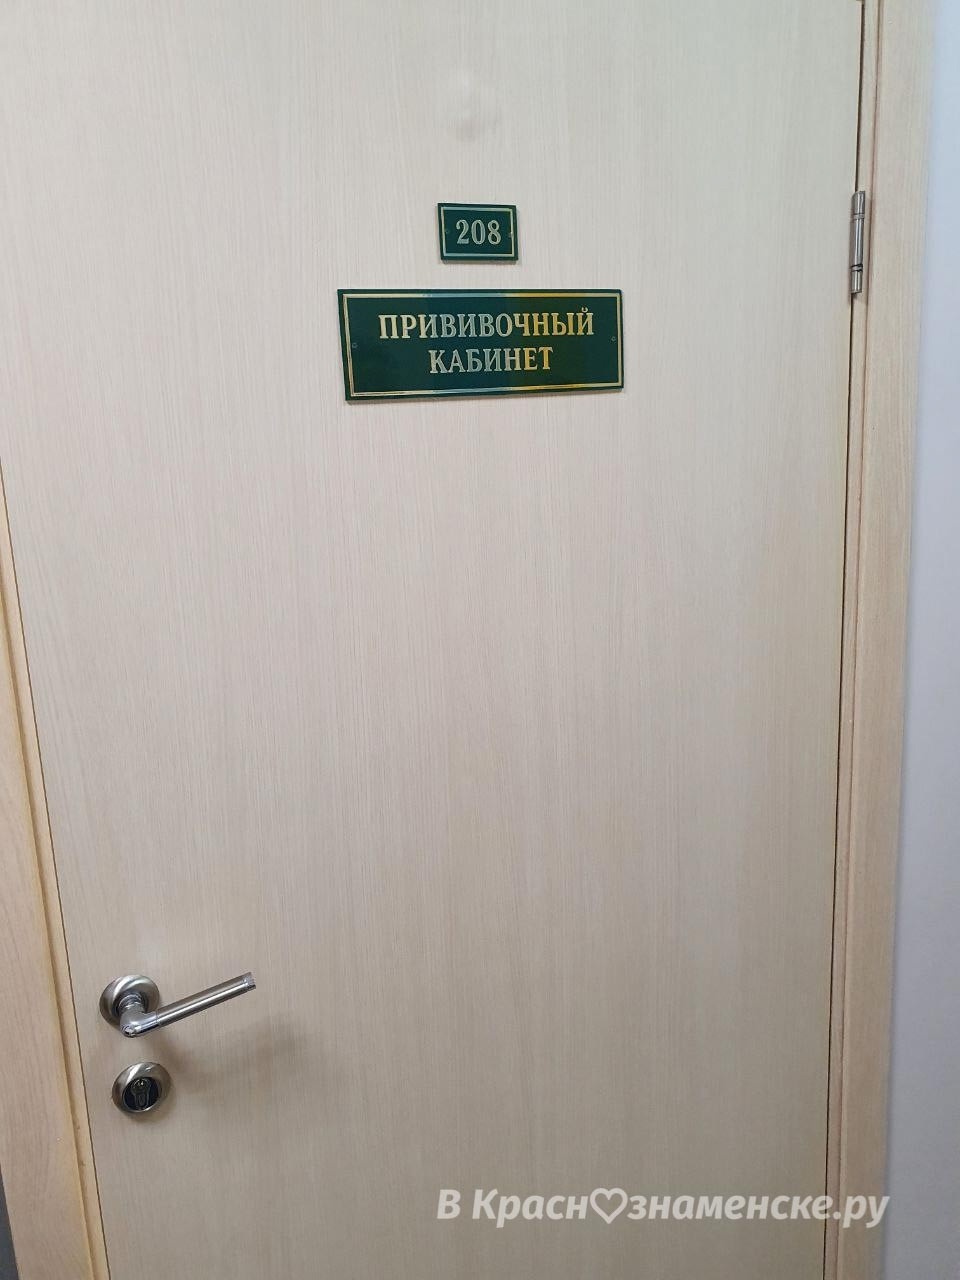 208
ПРИВИВОЧНЫЙ
КАБИНЕТ
В Красн♡знаменске.ру